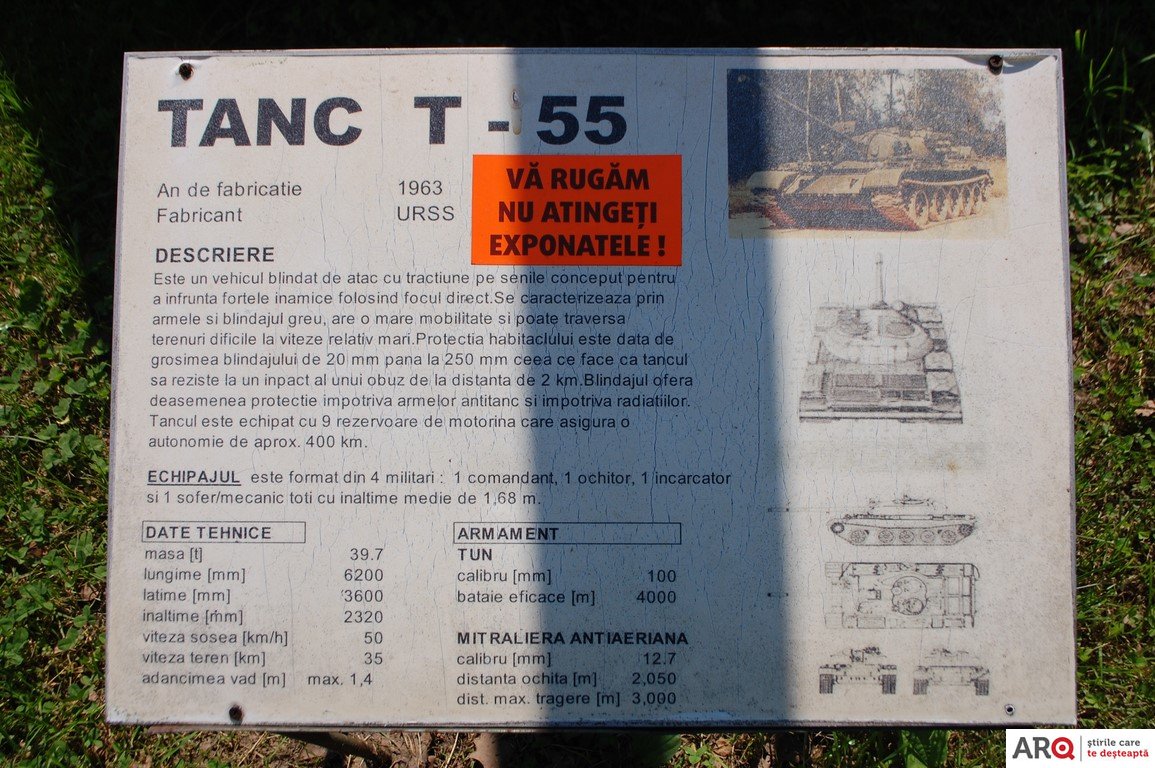 TANC T - 55
An de fabricatie 1963
Fabricant URSS
VĂ RUGĂM
NU ATINGEȚI
EXPONATELE !
DESCRIERE
Este un vehicul blindat de atac cu tractiune pe senile conceput pentru
a infrunta fortele inamice folosind focul direct.Se caracterizeaza prin
armele si blindajul greu, are o mare mobilitate si poate traversa
terenuri dificile la viteze relativ mari.Protectia habitaclului este data de
grosimea blindajului de 20 mm pana la 250 mm ceea ce face ca tancul
sa reziste la un inpact al unui obuz de la distanta de 2 km.Blindajul ofera
deasemenea protectie impotriva armelor antitanc si impotriva radiatiilor.
Tancul este echipat cu 9 rezervoare de motorina care asigura o
autonomie de aprox. 400 km.
ECHIPAJUL este format din 4 militari : 1 comandant, 1 ochitor, 1 incarcator
si 1 sofer/mecanic toti cu inaltime medie de 1,68 m.
DATE TEHNICE
masa [t] 39.7
lungime [mm] 6200
latime [mm] 3600
inaltime [mm] 2320
viteza sosea [km/h] 50
viteza teren [km] 35
adancimea vad [m] max. 1,4
ARMAMENT
TUN
calibru [mm] 100
bataie eficace [m] 4000
MITRALIERA ANTIAERIANA
calibru [mm] 12.7
distanta ochita [m] 2,050
dist. max. tragere [m] 3,000
ARQ
știrile care
te deșteaptă